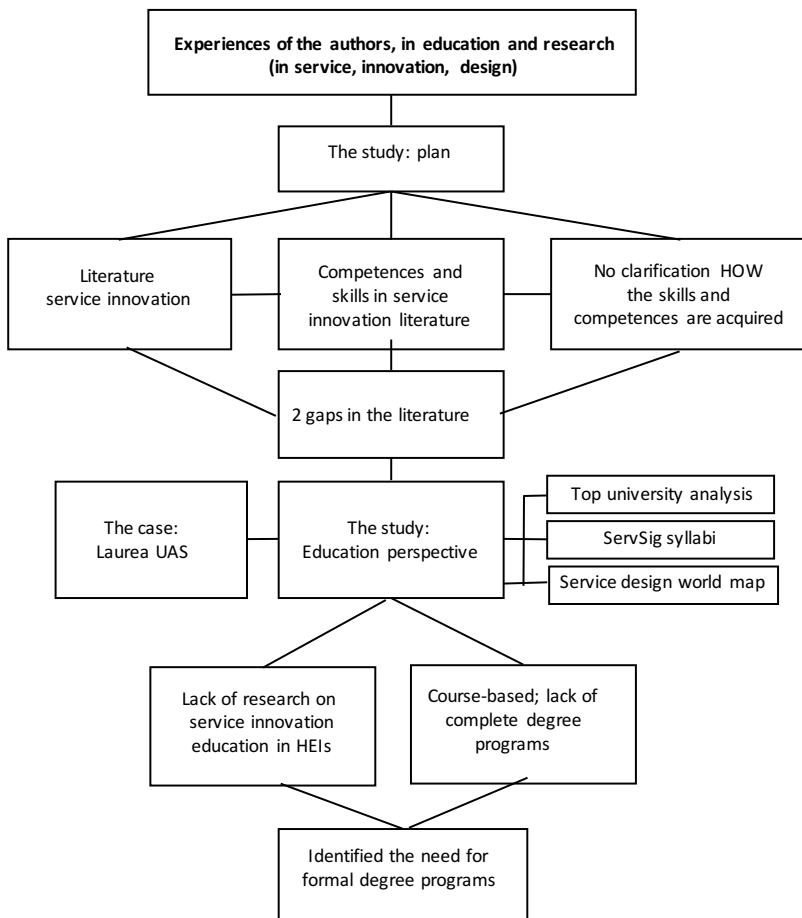 Experiences of the authors, in education and research
(in service, innovation, design)
The study: plan
Literature
service innovation
Competences and
skills in service
innovation literature
No clarification HOW
the skills and
competences are acquired
2 gaps in the literature
The case:
Laurea UAS
The study:
Education perspective
Top university analysis
ServSig syllabi
Service design world map
Lack of research on
service innovation
education in HEIs
Course-based; lack of
complete degree
programs
Identified the need for
formal degree programs